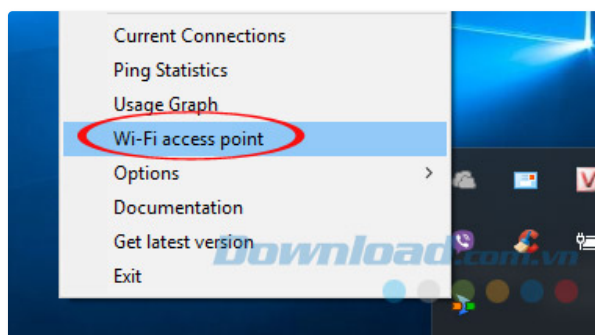 Current Connections
Ping Statistics
Usage Graph
Wi-Fi access point
Options
Documentation
Get latest version
Exit
Download.com.vn